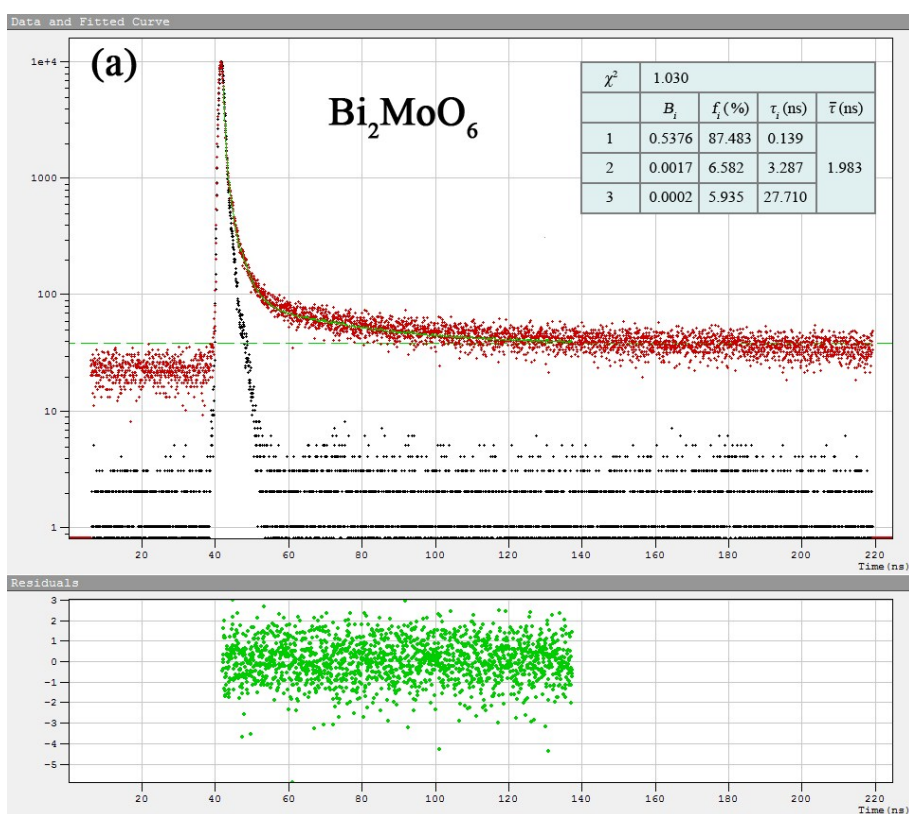 Data and Fitted Curve
(a)
Bi₂MoO₆
χ² 1.030
Bᵢ fᵢ (%) τᵢ (ns) τ̄ (ns)
1 0.5376 87.483 0.139
2 0.0017 6.582 3.287 1.983
3 0.0002 5.935 27.710
1e+4
1000
100
10
1
20 40 60 80 100 120 140 160 180 200 220
Time(ns)
Residuals
3
2
1
0
-1
-2
-3
-4
-5
20 40 60 80 100 120 140 160 180 200 220
Time(ns)